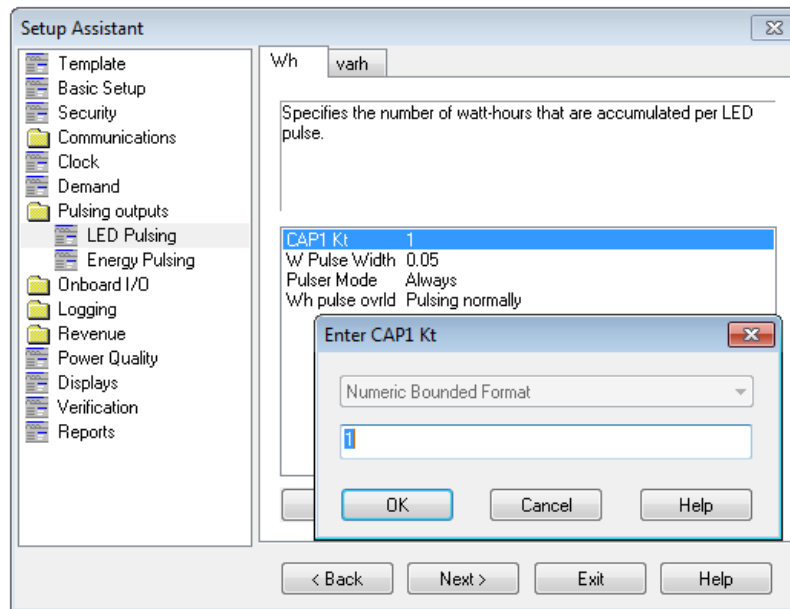 Setup Assistant
Template
Basic Setup
Security
Communications
Clock
Demand
Pulsing outputs
LED Pulsing
Energy Pulsing
Onboard I/O
Logging
Revenue
Power Quality
Displays
Verification
Reports
Wh
varh
Specifies the number of watt-hours that are accumulated per LED
pulse.
CAP1 Kt 1
W Pulse Width 0.05
Pulser Mode Always
Wh pulse ovrld Pulsing normally
Enter CAP1 Kt
Numeric Bounded Format
1
OK Cancel Help
< Back Next > Exit Help